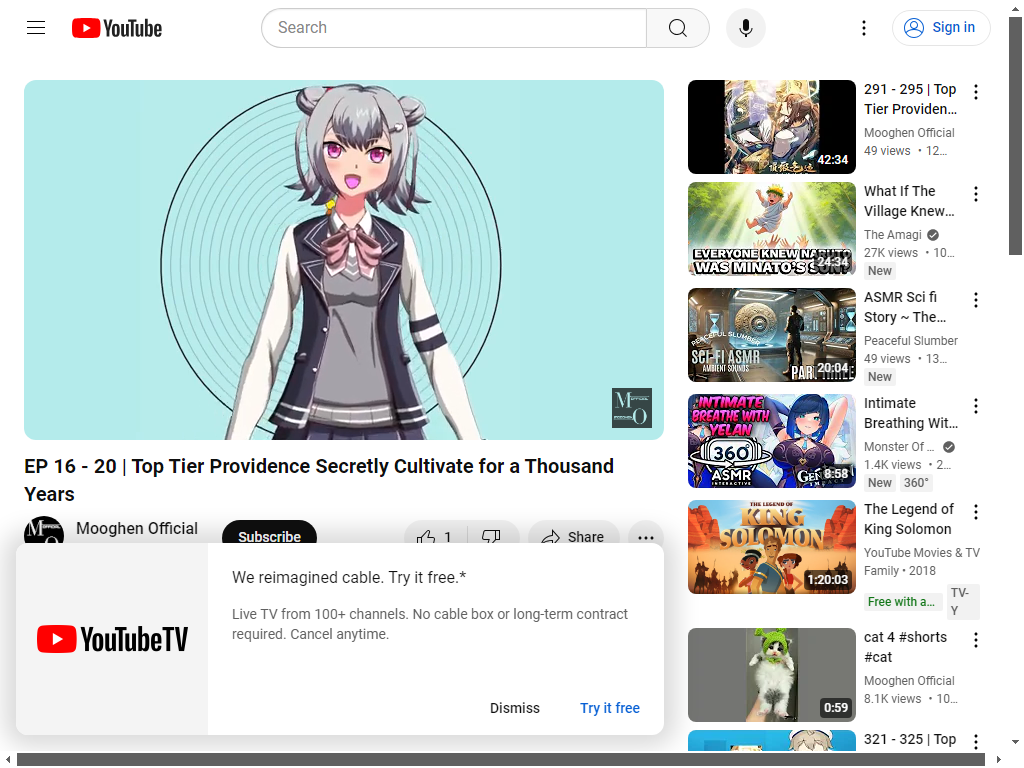 YouTube
Search
Sign in
EP 16 - 20 | Top Tier Providence Secretly Cultivate for a Thousand
Years
Mooghen Official
Subscribe
1
Share
YouTubeTV
We reimagined cable. Try it free.*
Live TV from 100+ channels. No cable box or long-term contract
required. Cancel anytime.
Dismiss
Try it free
42:34
291 - 295 | Top
Tier Providen...
Mooghen Official
49 views • 12...
EVERYONE KNEW NARUTO
WAS MINATO'S SON?
24:34
What If The
Village Knew...
The Amagi
27K views • 10...
New
PEACEFUL SLUMBER
SCI-FI ASMR
AMBIENT SOUNDS
20:04
ASMR Sci fi
Story ~ The...
Peaceful Slumber
49 views • 13...
New
INTIMATE
BREATHE WITH
YELAN
360°
ASMR
INTERACTIVE
8:58
Intimate
Breathing Wit...
Monster Of ...
1.4K views • 2...
New 360°
THE LEGEND OF
KING
SOLOMON
1:20:03
The Legend of
King Solomon
YouTube Movies & TV
Family • 2018
Free with a...
TV-
Y
0:59
cat 4 #shorts
#cat
Mooghen Official
8.1K views • 10...
321 - 325 | Top